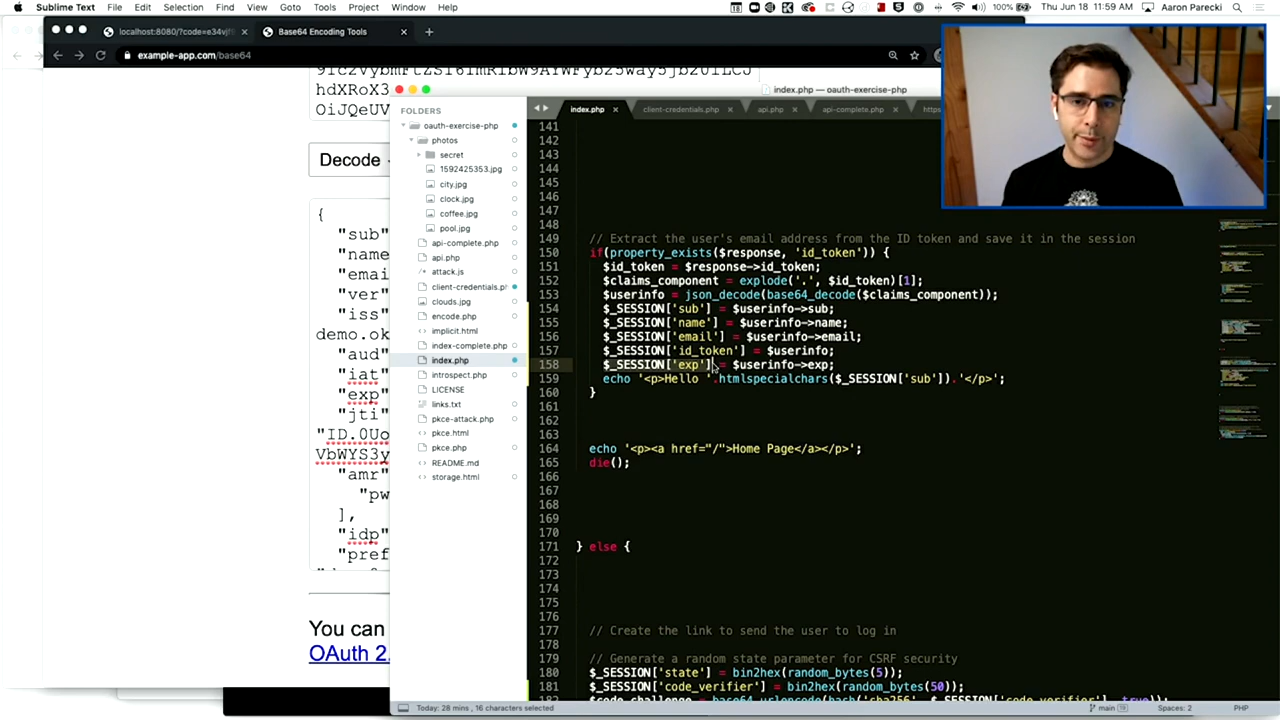 Sublime Text File Edit Selection Find View Goto Tools Project Window Help 100% Thu Jun 18 11:59 AM Aaron Parecki
localhost:8080/?code=e34vj Base64 Encoding Tools
example-app.com/base64
hdXRoX3
OiJQeUV
Decode
{
"sub"
"name
"emai
"ver"
"iss"
demo.ok
"aud"
"iat"
"exp"
"jti"
"ID.0Uo
VbWYS3y
"amr"
"pw
],
"idp"
"pref
You can
OAuth 2.
index.php — oauth-exercise-php
FOLDERS
oauth-exercise-php
photos
secret
1592425353.jpg
city.jpg
clock.jpg
coffee.jpg
pool.jpg
api-complete.php
api.php
attack.js
client-credentials.p
clouds.jpg
encode.php
implicit.html
index-complete.php
index.php
introspect.php
LICENSE
links.txt
pkce-attack.php
pkce.html
pkce.php
README.md
storage.html
index.php client-credentials.php api.php api-complete.php https
141
142
143
144
145
146
147
148
149 // Extract the user's email address from the ID token and save it in the session
150 if(property_exists($response, 'id_token')) {
151 $id_token = $response->id_token;
152 $claims_component = explode('.', $id_token)[1];
153 $userinfo = json_decode(base64_decode($claims_component));
154 $_SESSION['sub'] = $userinfo->sub;
155 $_SESSION['name'] = $userinfo->name;
156 $_SESSION['email'] = $userinfo->email;
157 $_SESSION['id_token'] = $userinfo;
158 $_SESSION['exp'] = $userinfo->exp;
159 echo '<p>Hello '.htmlspecialchars($_SESSION['sub']).'</p>';
160 }
161
162
163
164 echo '<p><a href="/">Home Page</a></p>';
165 die();
166
167
168
169
170
171 } else {
172
173
174
175
176
177 // Create the link to send the user to log in
178
179 // Generate a random state parameter for CSRF security
180 $_SESSION['state'] = bin2hex(random_bytes(5));
181 $_SESSION['code_verifier'] = bin2hex(random_bytes(50));
Today: 28 mins, 16 characters selected main Spaces: 2 PHP